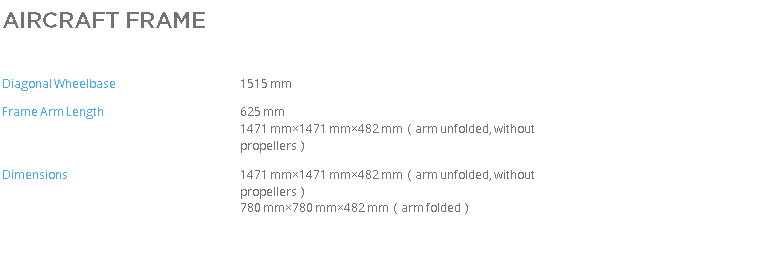 AIRCRAFT FRAME
Diagonal Wheelbase 1515 mm
Frame Arm Length 625 mm
1471 mm×1471 mm×482 mm ( arm unfolded, without
propellers )
Dimensions 1471 mm×1471 mm×482 mm ( arm unfolded, without
propellers )
780 mm×780 mm×482 mm ( arm folded )